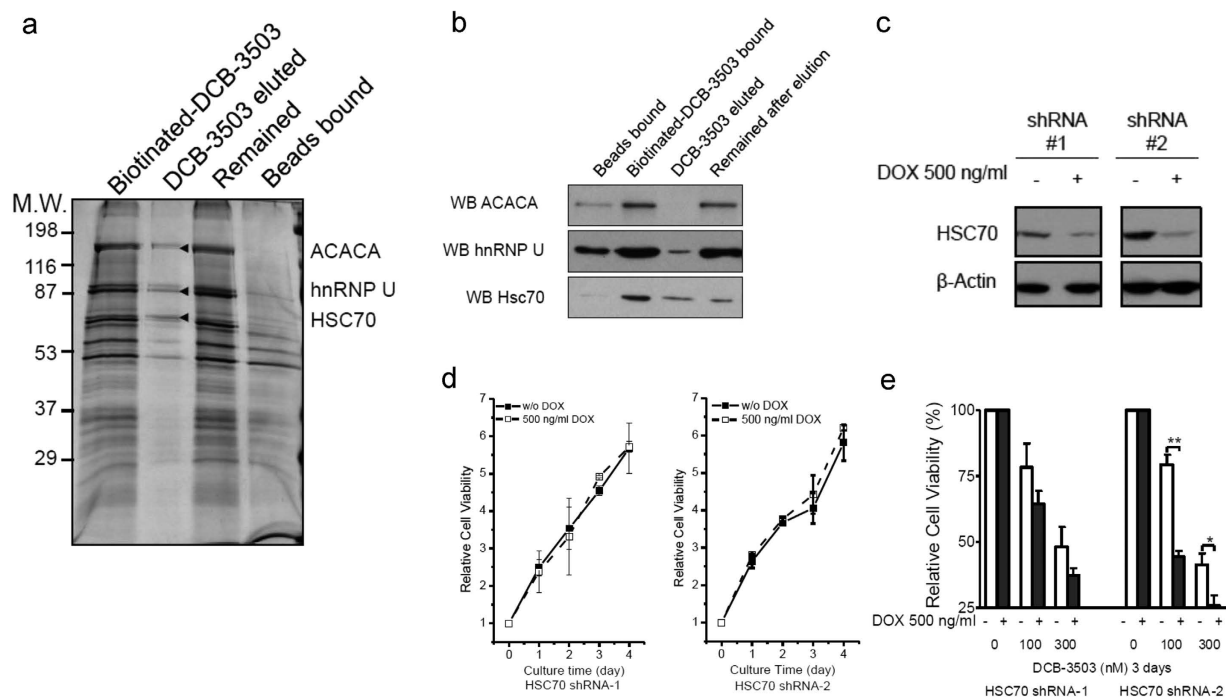 a
Biotinated-DCB-3503
DCB-3503 eluted
Remained
Beads bound
M.W.
198
116
87
53
37
29
ACACA
hnRNP U
HSC70
b
Beads bound
Biotinated-DCB-3503 bound
DCB-3503 eluted
Remained after elution
WB ACACA
WB hnRNP U
WB Hsc70
c
shRNA #1
shRNA #2
DOX 500 ng/ml - + - +
HSC70
β-Actin
d
Relative Cell Viability
7
6
5
4
3
2
1
0
w/o DOX
500 ng/ml DOX
0 1 2 3 4
Culture time (day)
HSC70 shRNA-1
Relative Cell Viability
7
6
5
4
3
2
1
0
w/o DOX
500 ng/ml DOX
0 1 2 3 4
Culture Time (day)
HSC70 shRNA-2
e
Relative Cell Viability (%)
100
75
50
25
**
*
DOX 500 ng/ml - + - + - + - + - + - +
0 100 300 0 100 300
DCB-3503 (nM) 3 days
HSC70 shRNA-1 HSC70 shRNA-2